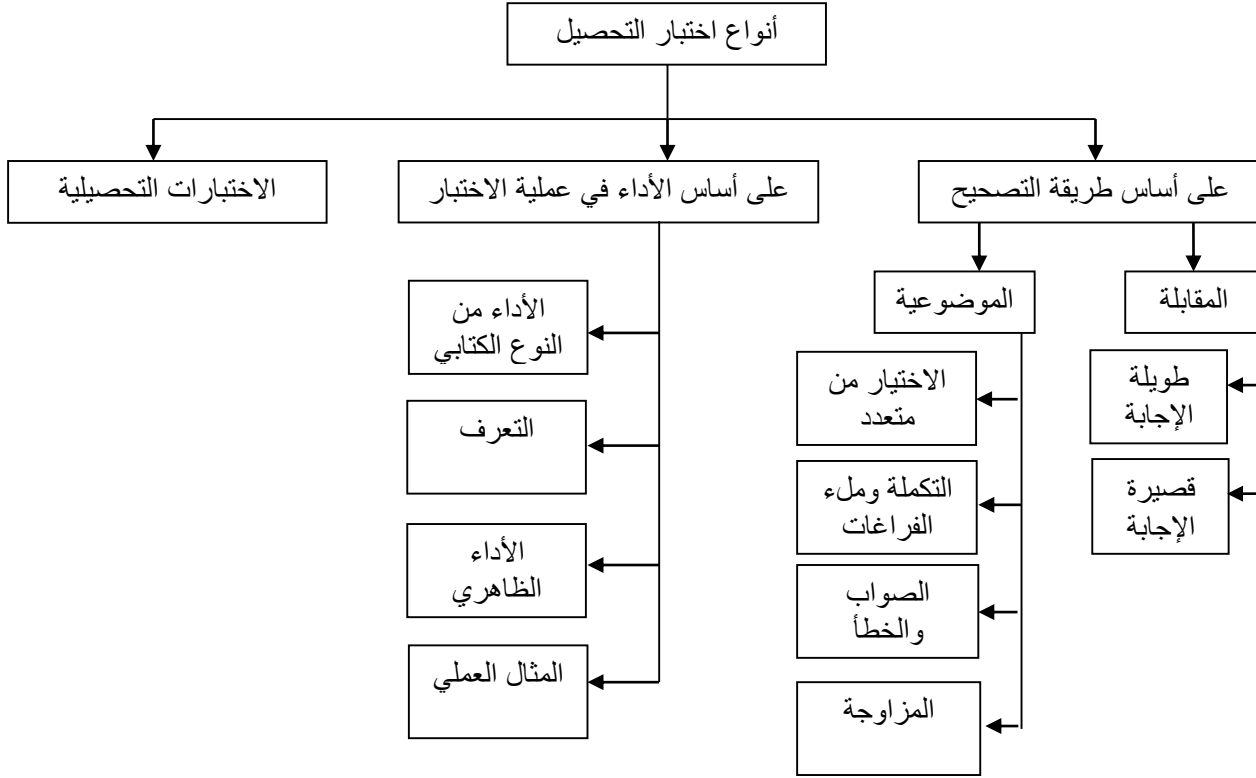 أنواع اختبار التحصيل
على أساس طريقة التصحيح
على أساس الأداء في عملية الاختبار
الاختبارات التحصيلية
المقابلة
طويلة
الإجابة
قصيرة
الإجابة
الموضوعية
الاختيار من
متعدد
التكملة وملء
الفراغات
الصواب
والخطأ
المزاوجة
الأداء من
النوع الكتابي
التعرف
الأداء
الظاهري
المثال العملي